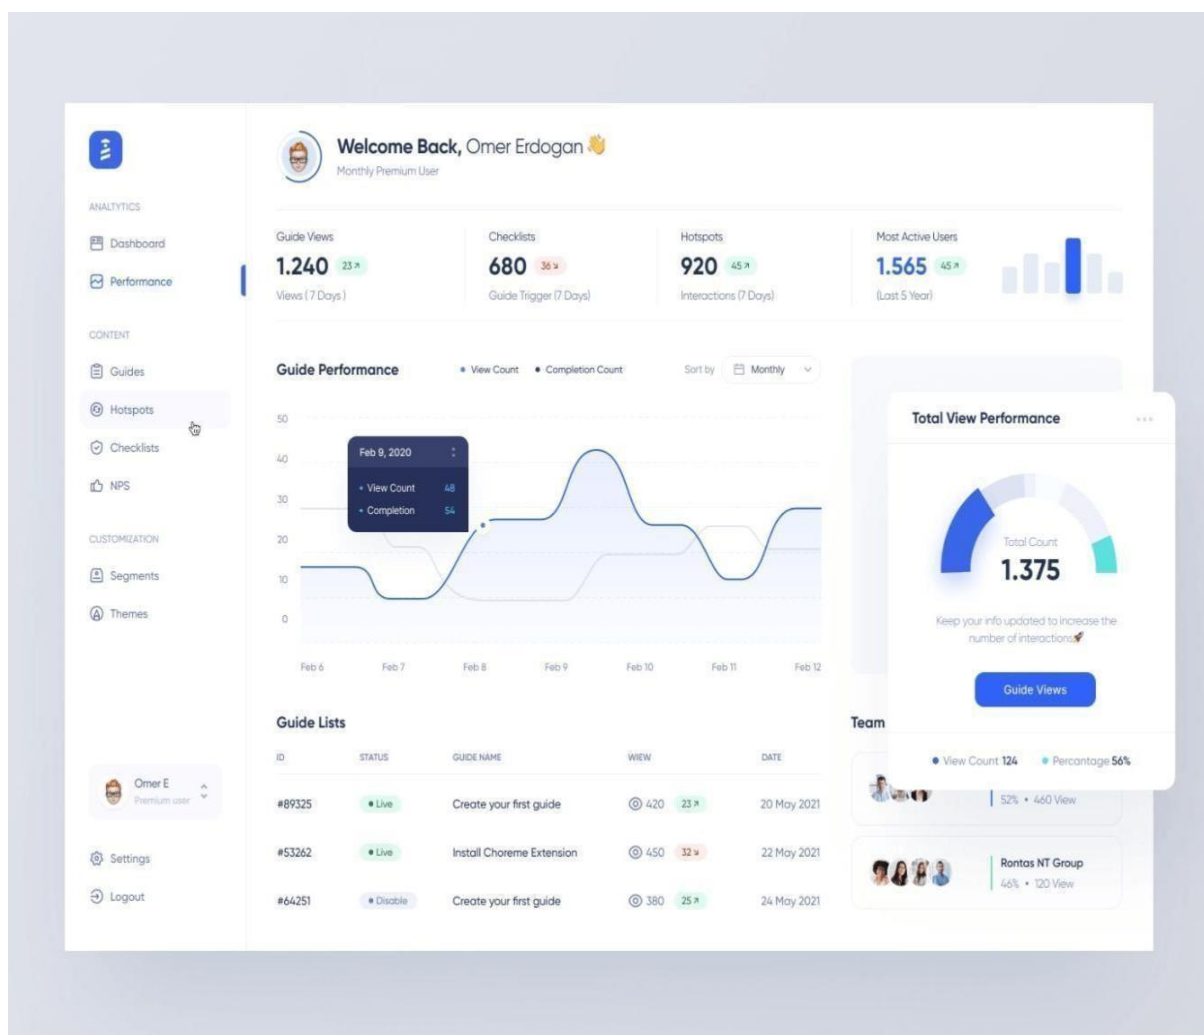 ANALTYTICS
Dashboard
Performance
CONTENT
Guides
Hotspots
Checklists
NPS
CUSTOMIZATION
Segments
Themes
Omer E
Premium user
Settings
Logout
Welcome Back, Omer Erdogan 👋
Monthly Premium User
Guide Views
1.240 23↗
Views (7 Days)
Checklists
680 36↘
Guide Trigger (7 Days)
Hotspots
920 45↗
Interactions (7 Days)
Most Active Users
1.565 45↗
(Last 5 Year)
Guide Performance • View Count • Completion Count Sort by Monthly
50
40
30
20
10
0
Feb 9, 2020
• View Count 48
• Completion 54
Feb 6 Feb 7 Feb 8 Feb 9 Feb 10 Feb 11 Feb 12
Total View Performance
Total Count
1.375
Keep your info updated to increase the
number of interactions🚀
Guide Views
• View Count 124 • Percantage 56%
Guide Lists
ID STATUS GUIDE NAME WIEW DATE
#89325 • Live Create your first guide 420 23↗ 20 May 2021
#53262 • Live Install Choreme Extension 450 32↘ 22 May 2021
#64251 • Disable Create your first guide 380 25↗ 24 May 2021
Team
52% • 460 View
Rontas NT Group
46% • 120 View